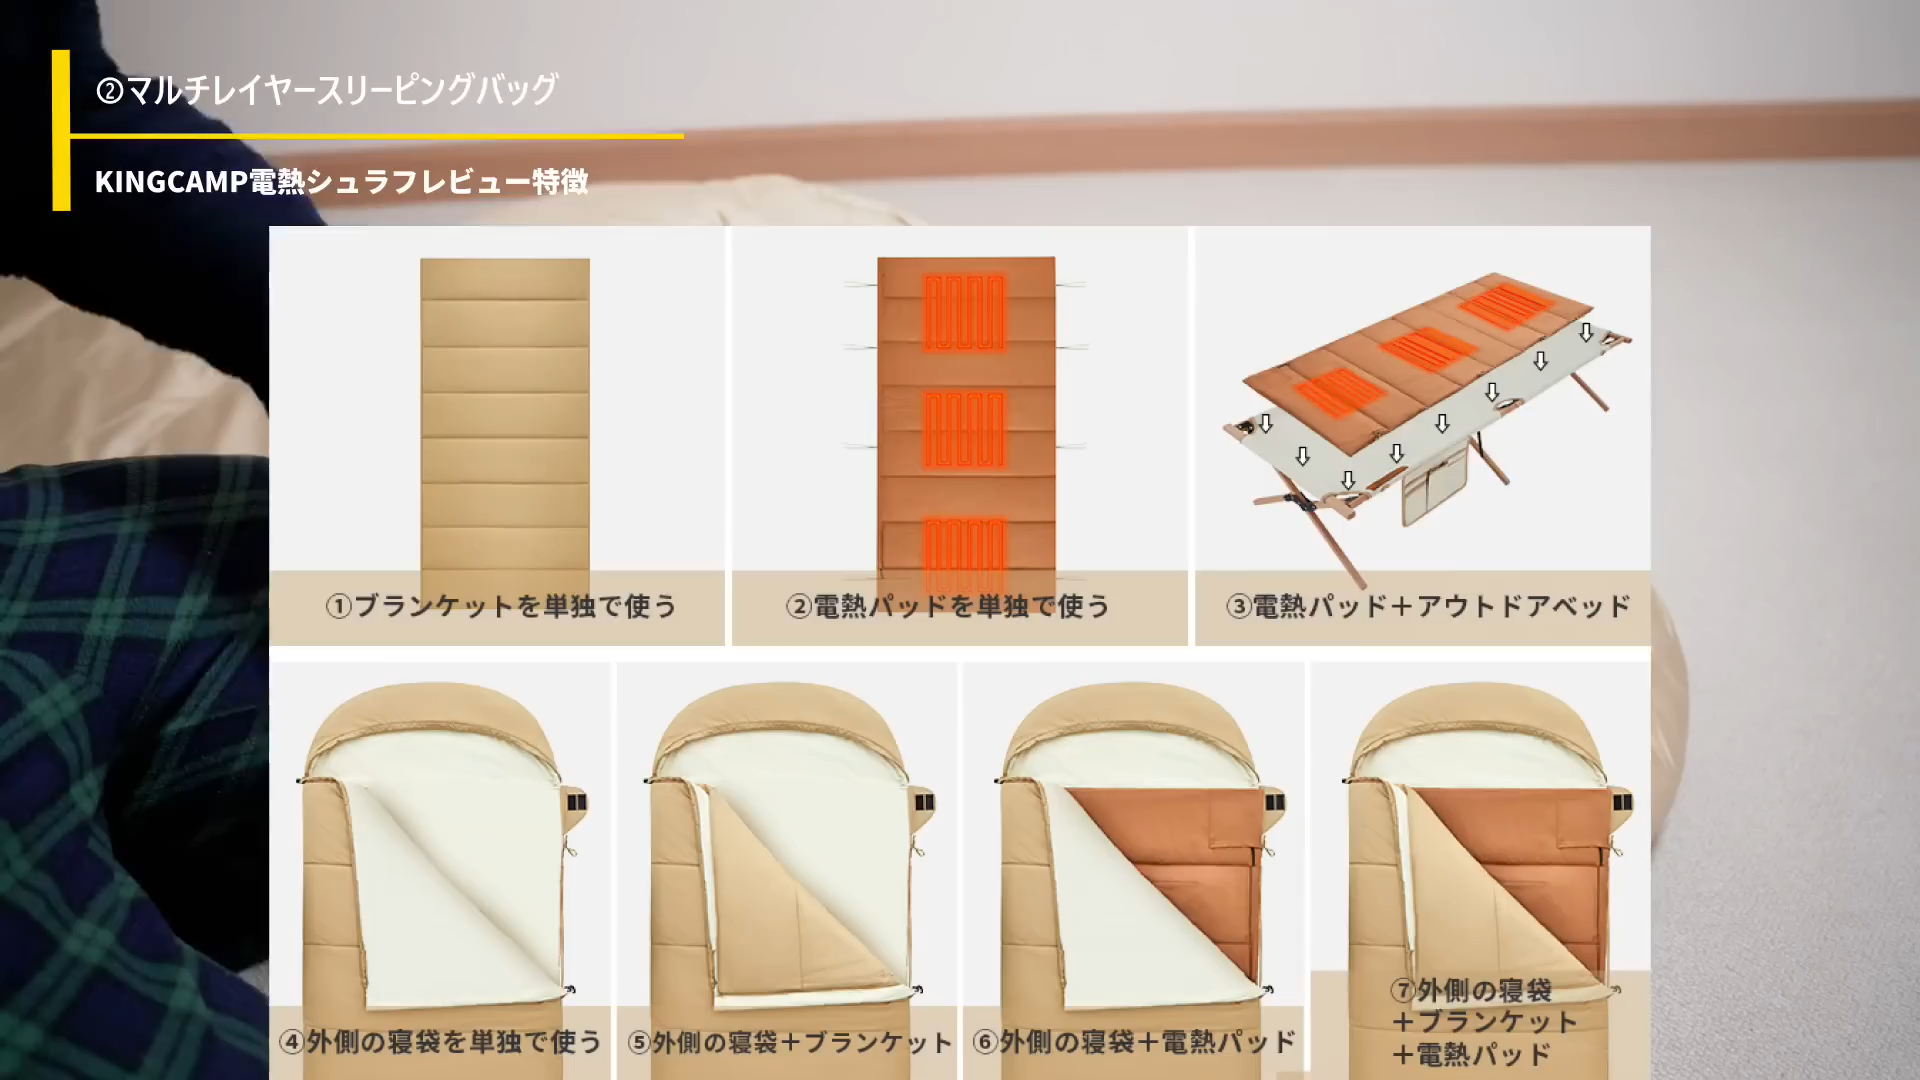 ②マルチレイヤースリーピングバッグ
KINGCAMP電熱シュラフレビュー特徴
①ブランケットを単独で使う
②電熱パッドを単独で使う
③電熱パッド＋アウトドアベッド
④外側の寝袋を単独で使う
⑤外側の寝袋＋ブランケット
⑥外側の寝袋＋電熱パッド
⑦外側の寝袋
＋ブランケット
＋電熱パッド